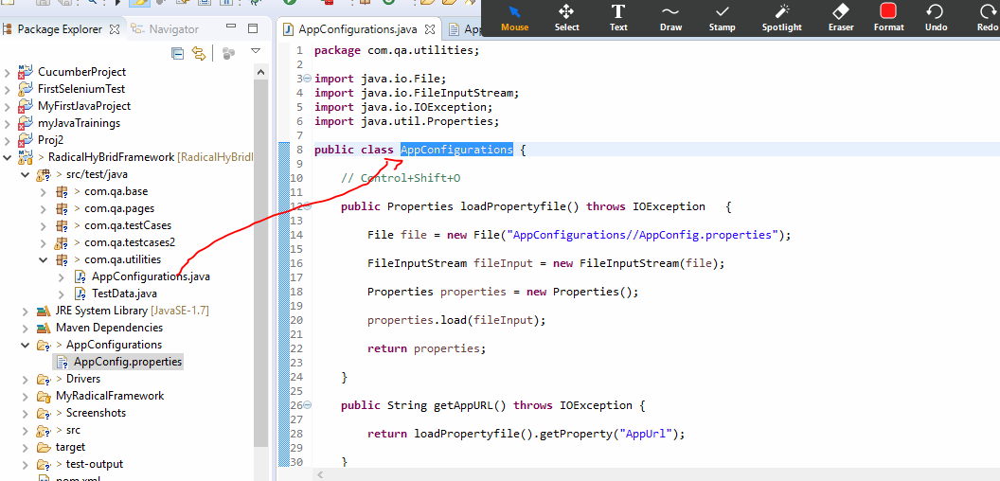 Mouse Select Text Draw Stamp Spotlight Eraser Format Undo Redo
Package Explorer Navigator
AppConfigurations.java
CucumberProject
FirstSeleniumTest
MyFirstJavaProject
myJavaTrainings
Proj2
> RadicalHyBridFramework [RadicalHyBridl
> src/test/java
> com.qa.base
> com.qa.pages
> com.qa.testCases
> com.qa.testcases2
> com.qa.utilities
AppConfigurations.java
TestData.java
JRE System Library [JavaSE-1.7]
Maven Dependencies
> AppConfigurations
AppConfig.properties
> Drivers
MyRadicalFramework
> Screenshots
> src
target
> test-output
pom.xml
1 package com.qa.utilities;
2
3 import java.io.File;
4 import java.io.FileInputStream;
5 import java.io.IOException;
6 import java.util.Properties;
7
8 public class AppConfigurations {
9
10 // Control+Shift+O
11
12 public Properties loadPropertyfile() throws IOException {
13
14 File file = new File("AppConfigurations//AppConfig.properties");
15
16 FileInputStream fileInput = new FileInputStream(file);
17
18 Properties properties = new Properties();
19
20 properties.load(fileInput);
21
22 return properties;
23
24 }
25
26 public String getAppURL() throws IOException {
27
28 return loadPropertyfile().getProperty("AppUrl");
29
30 }